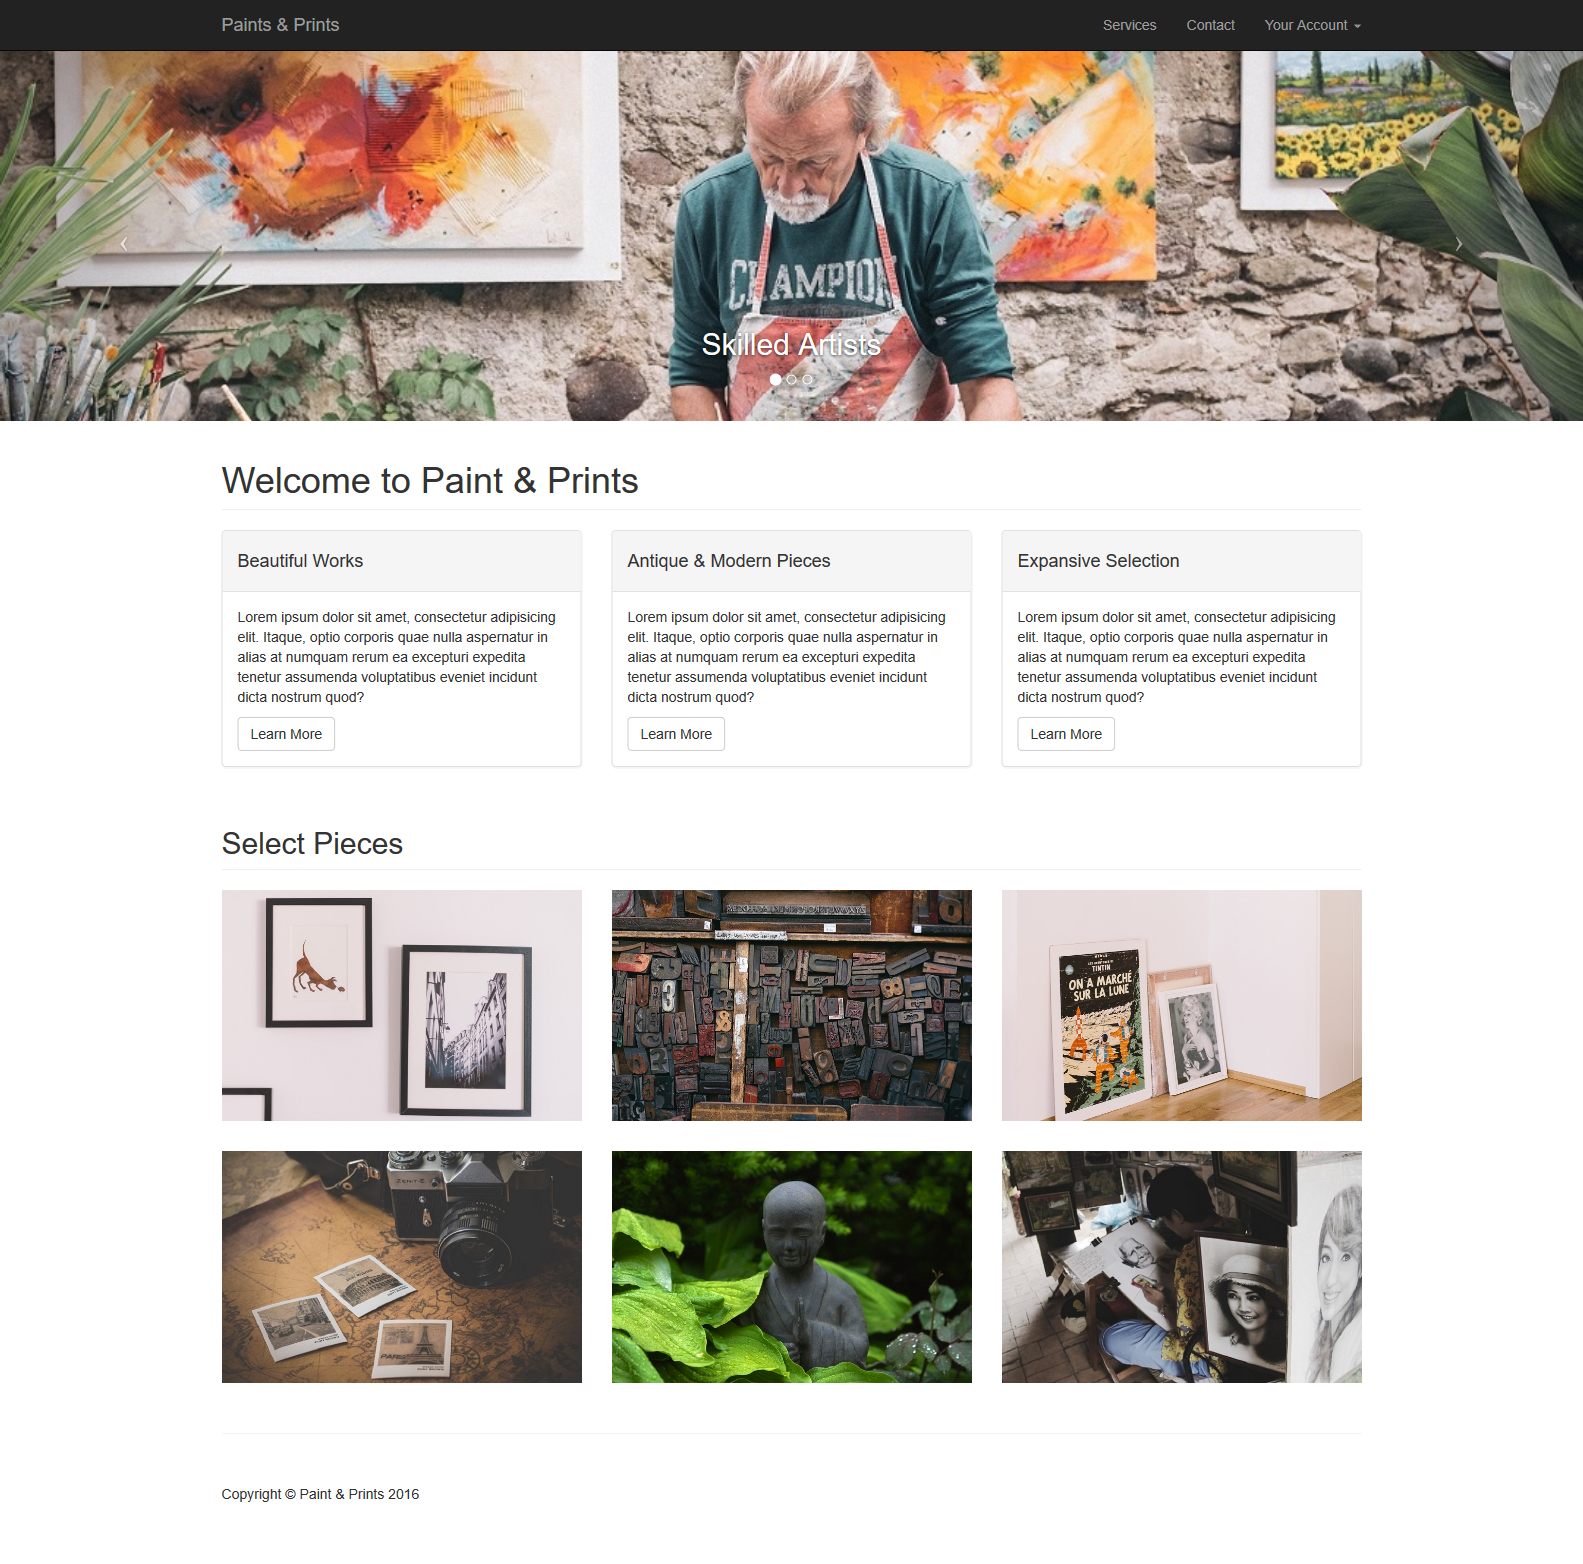 Paints & Prints
Services
Contact
Your Account
CHAMPION
Skilled Artists
Welcome to Paint & Prints
Beautiful Works
Lorem ipsum dolor sit amet, consectetur adipisicing
elit. Itaque, optio corporis quae nulla aspernatur in
alias at numquam rerum ea excepturi expedita
tenetur assumenda voluptatibus eveniet incidunt
dicta nostrum quod?
Learn More
Antique & Modern Pieces
Lorem ipsum dolor sit amet, consectetur adipisicing
elit. Itaque, optio corporis quae nulla aspernatur in
alias at numquam rerum ea excepturi expedita
tenetur assumenda voluptatibus eveniet incidunt
dicta nostrum quod?
Learn More
Expansive Selection
Lorem ipsum dolor sit amet, consectetur adipisicing
elit. Itaque, optio corporis quae nulla aspernatur in
alias at numquam rerum ea excepturi expedita
tenetur assumenda voluptatibus eveniet incidunt
dicta nostrum quod?
Learn More
Select Pieces
TINTIN
ON A MARCHÉ
SUR LA LUNE
ZENIT-E
PARIS
Copyright © Paint & Prints 2016